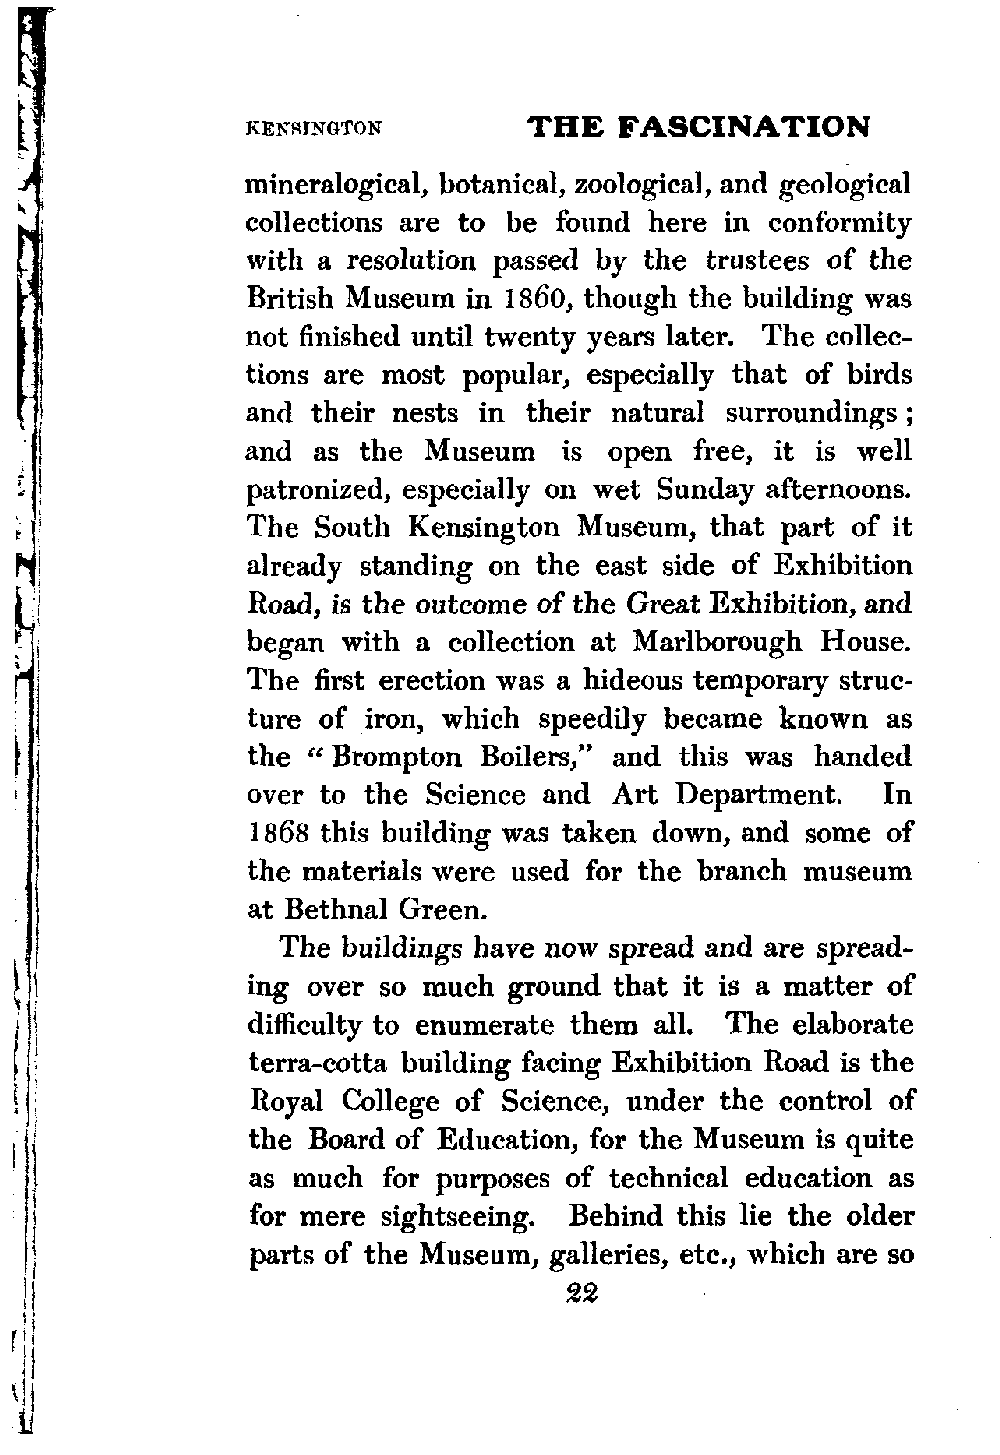 KENSINGTON THE FASCINATION
mineralogical, botanical, zoological, and geological
collections are to be found here in conformity
with a resolution passed by the trustees of the
British Museum in 1860, though the building was
not finished until twenty years later. The collec-
tions are most popular, especially that of birds
and their nests in their natural surroundings ;
and as the Museum is open free, it is well
patronized, especially on wet Sunday afternoons.
The South Kensington Museum, that part of it
already standing on the east side of Exhibition
Road, is the outcome of the Great Exhibition, and
began with a collection at Marlborough House.
The first erection was a hideous temporary struc-
ture of iron, which speedily became known as
the “ Brompton Boilers,” and this was handed
over to the Science and Art Department. In
1868 this building was taken down, and some of
the materials were used for the branch museum
at Bethnal Green.
The buildings have now spread and are spread-
ing over so much ground that it is a matter of
difficulty to enumerate them all. The elaborate
terra-cotta building facing Exhibition Road is the
Royal College of Science, under the control of
the Board of Education, for the Museum is quite
as much for purposes of technical education as
for mere sightseeing. Behind this lie the older
parts of the Museum, galleries, etc., which are so
22